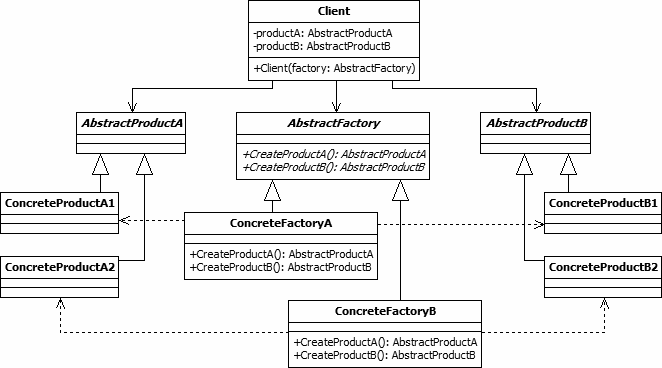 Client
-productA: AbstractProductA
-productB: AbstractProductB
+Client(factory: AbstractFactory)
AbstractProductA
AbstractFactory
AbstractProductB
+CreateProductA(): AbstractProductA
+CreateProductB(): AbstractProductB
ConcreteProductA1
ConcreteProductB1
ConcreteFactoryA
+CreateProductA(): AbstractProductA
+CreateProductB(): AbstractProductB
ConcreteProductA2
ConcreteProductB2
ConcreteFactoryB
+CreateProductA(): AbstractProductA
+CreateProductB(): AbstractProductB